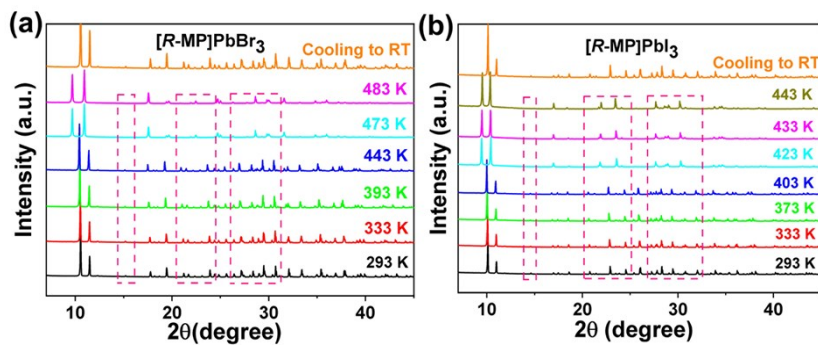 (a)
[R-MP]PbBr3
Cooling to RT
483 K
473 K
443 K
393 K
333 K
293 K
Intensity (a.u.)
10 20 30 40
2θ(degree)
(b)
[R-MP]PbI3
Cooling to RT
443 K
433 K
423 K
403 K
373 K
333 K
293 K
Intensity (a.u.)
10 20 30 40
2θ(degree)